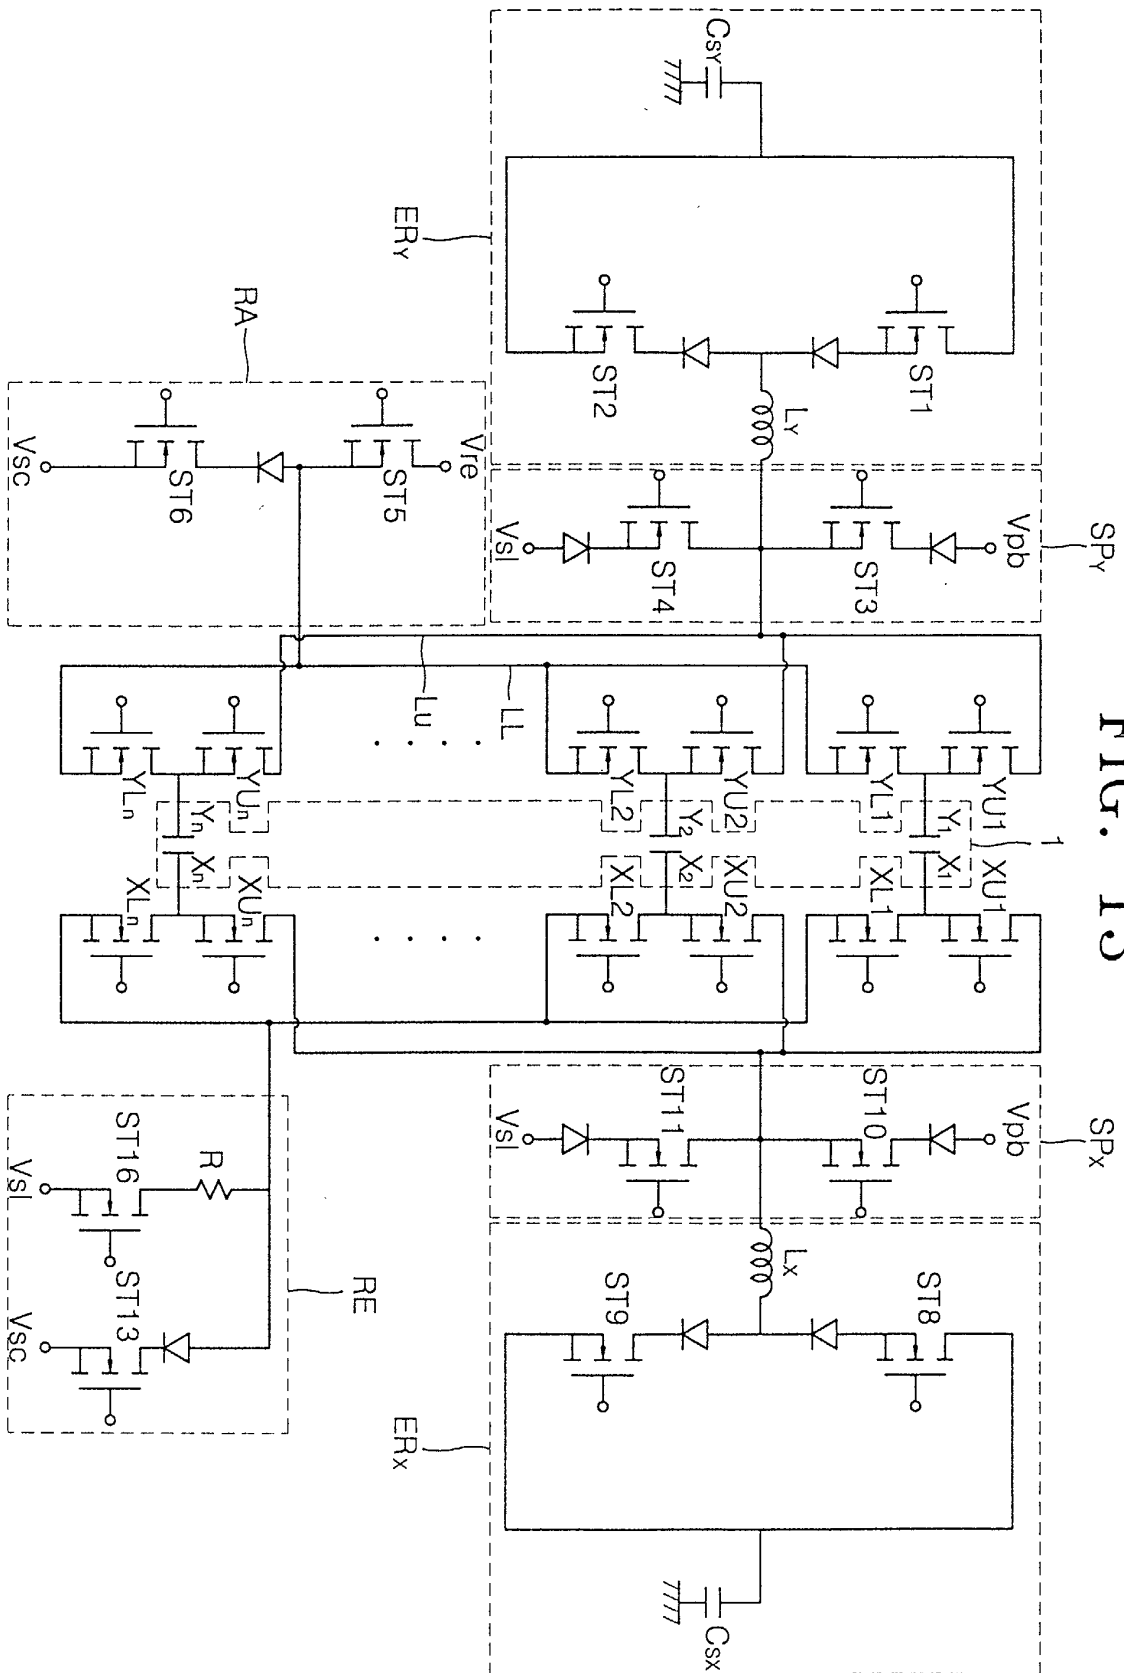 FIG. 15
CSY
ERY
ST1
ST2
LY
SPY
Vpb
ST3
ST4
Vsl
RA
Vre
ST5
ST6
Vsc
LU
LL
1
YU1
YL1
Y1
X1
XU1
XL1
YU2
YL2
Y2
X2
XU2
XL2
. . . .
YUn
YLn
Yn
Xn
XUn
XLn
. . . .
SPX
Vpb
ST10
ST11
Vsl
LX
ST8
ST9
ERX
CSX
RE
R
ST16
Vsl
ST13
Vsc